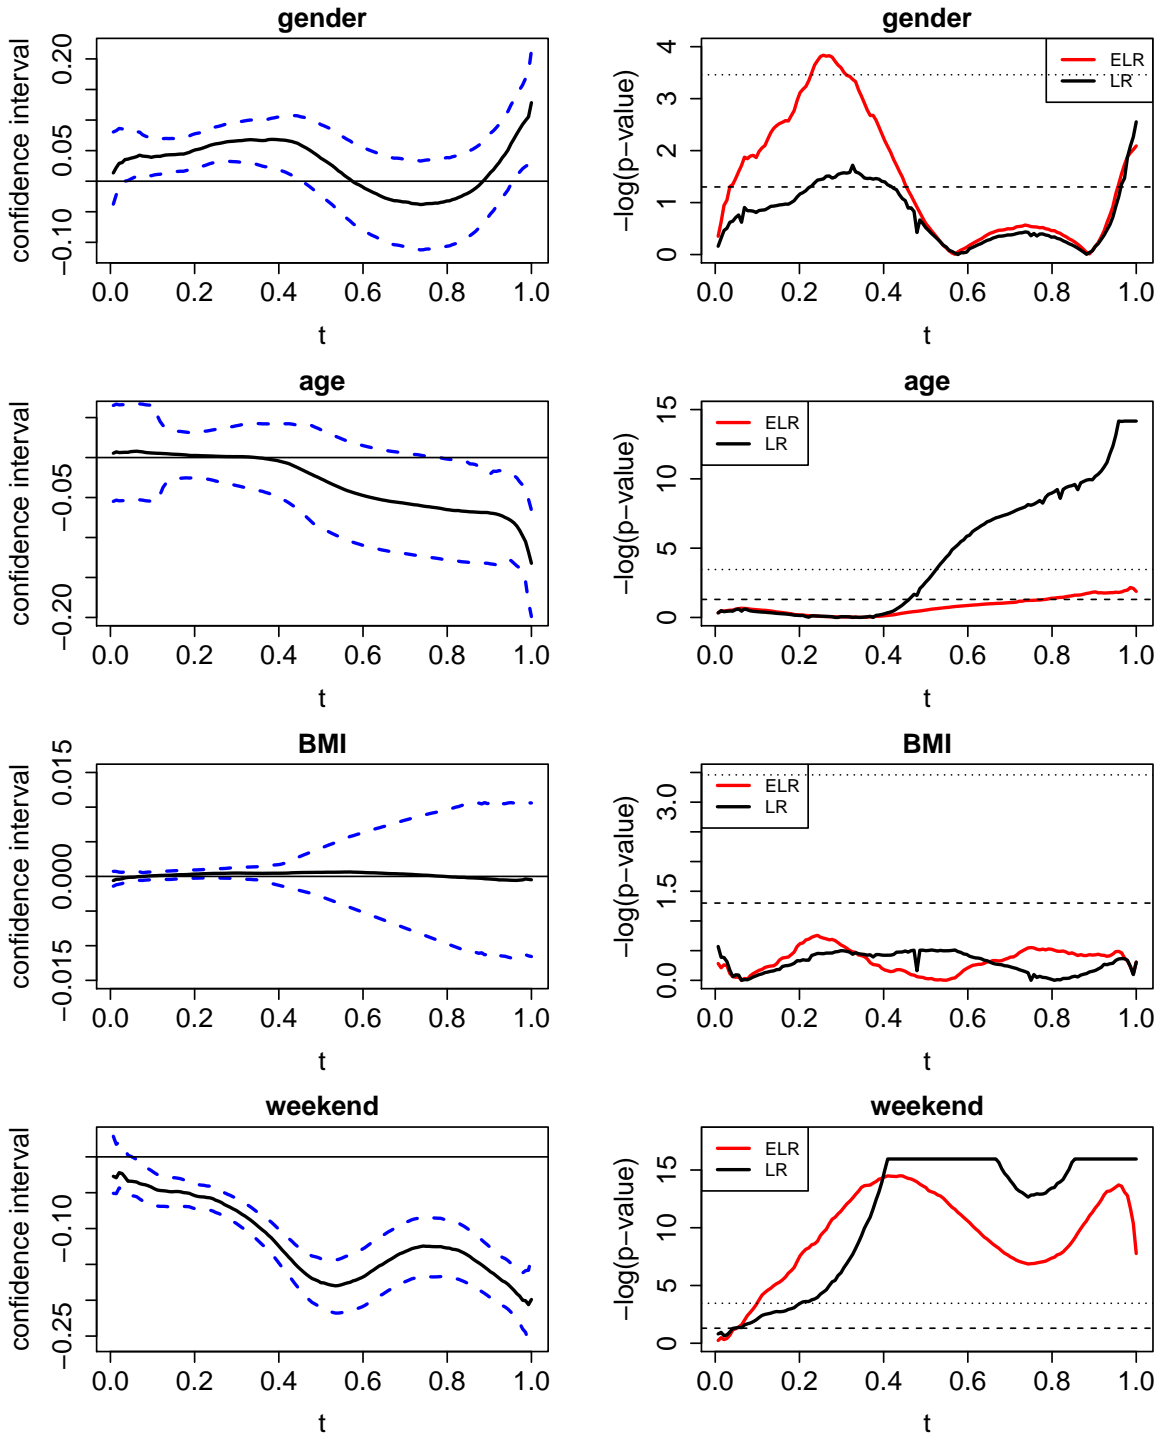 gender
confidence interval
0.20
0.05
−0.10
0.0 0.2 0.4 0.6 0.8 1.0
t
gender
−log(p−value)
4
3
2
1
0
ELR
LR
0.0 0.2 0.4 0.6 0.8 1.0
t
age
confidence interval
−0.05
−0.20
0.0 0.2 0.4 0.6 0.8 1.0
t
age
−log(p−value)
15
10
5
0
ELR
LR
0.0 0.2 0.4 0.6 0.8 1.0
t
BMI
confidence interval
0.015
0.000
−0.015
0.0 0.2 0.4 0.6 0.8 1.0
t
BMI
−log(p−value)
3.0
1.5
0.0
ELR
LR
0.0 0.2 0.4 0.6 0.8 1.0
t
weekend
confidence interval
−0.10
−0.25
0.0 0.2 0.4 0.6 0.8 1.0
t
weekend
−log(p−value)
15
10
5
0
ELR
LR
0.0 0.2 0.4 0.6 0.8 1.0
t